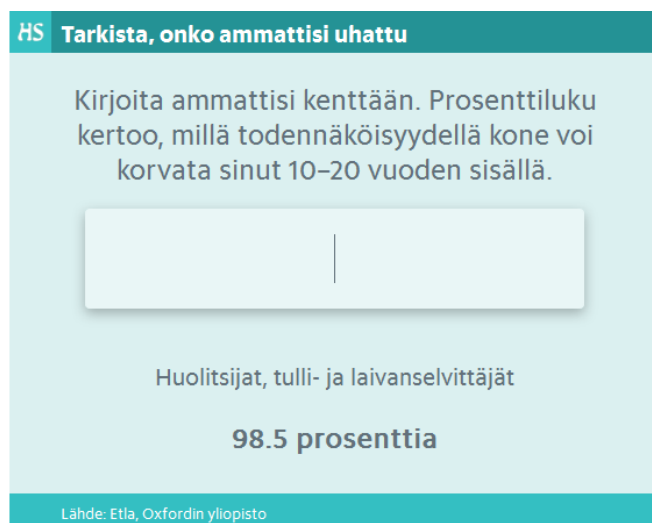 HS Tarkista, onko ammattisi uhattu
Kirjoita ammattisi kenttään. Prosenttiluku
kertoo, millä todennäköisyydellä kone voi
korvata sinut 10–20 vuoden sisällä.
Huolitsijat, tulli- ja laivanselvittäjät
98.5 prosenttia
Lähde: Etla, Oxfordin yliopisto